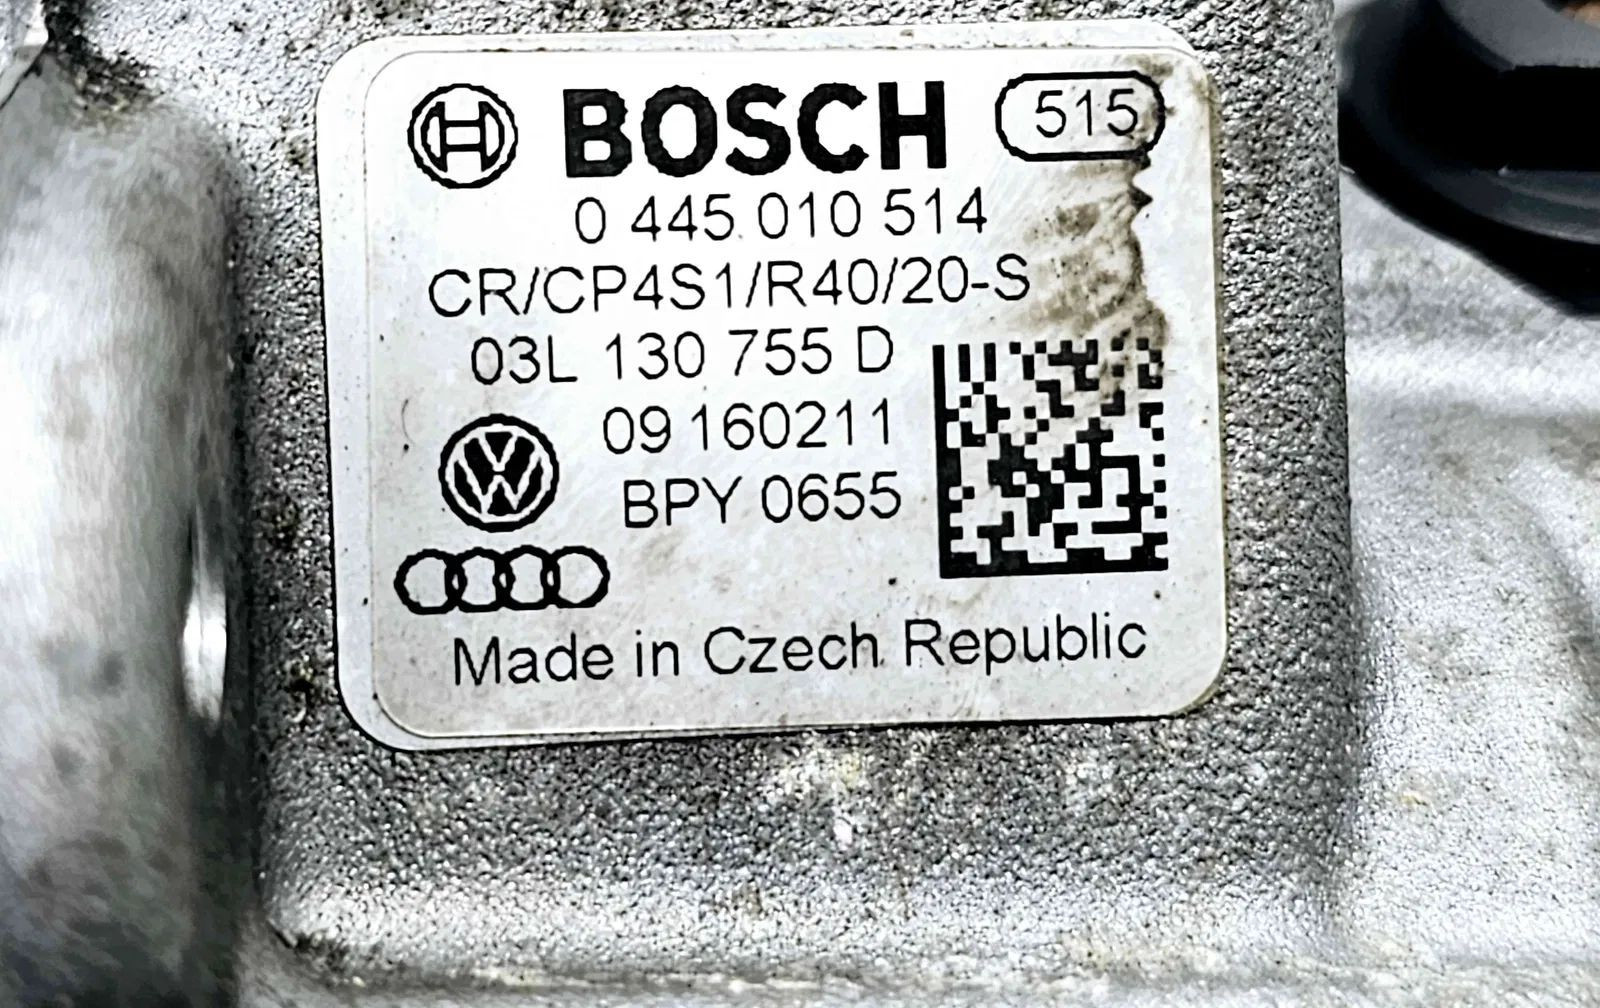 BOSCH 515
0 445 010 514
CR/CP4S1/R40/20-S
03L 130 755 D
09 160211
BPY 0655
Made in Czech Republic